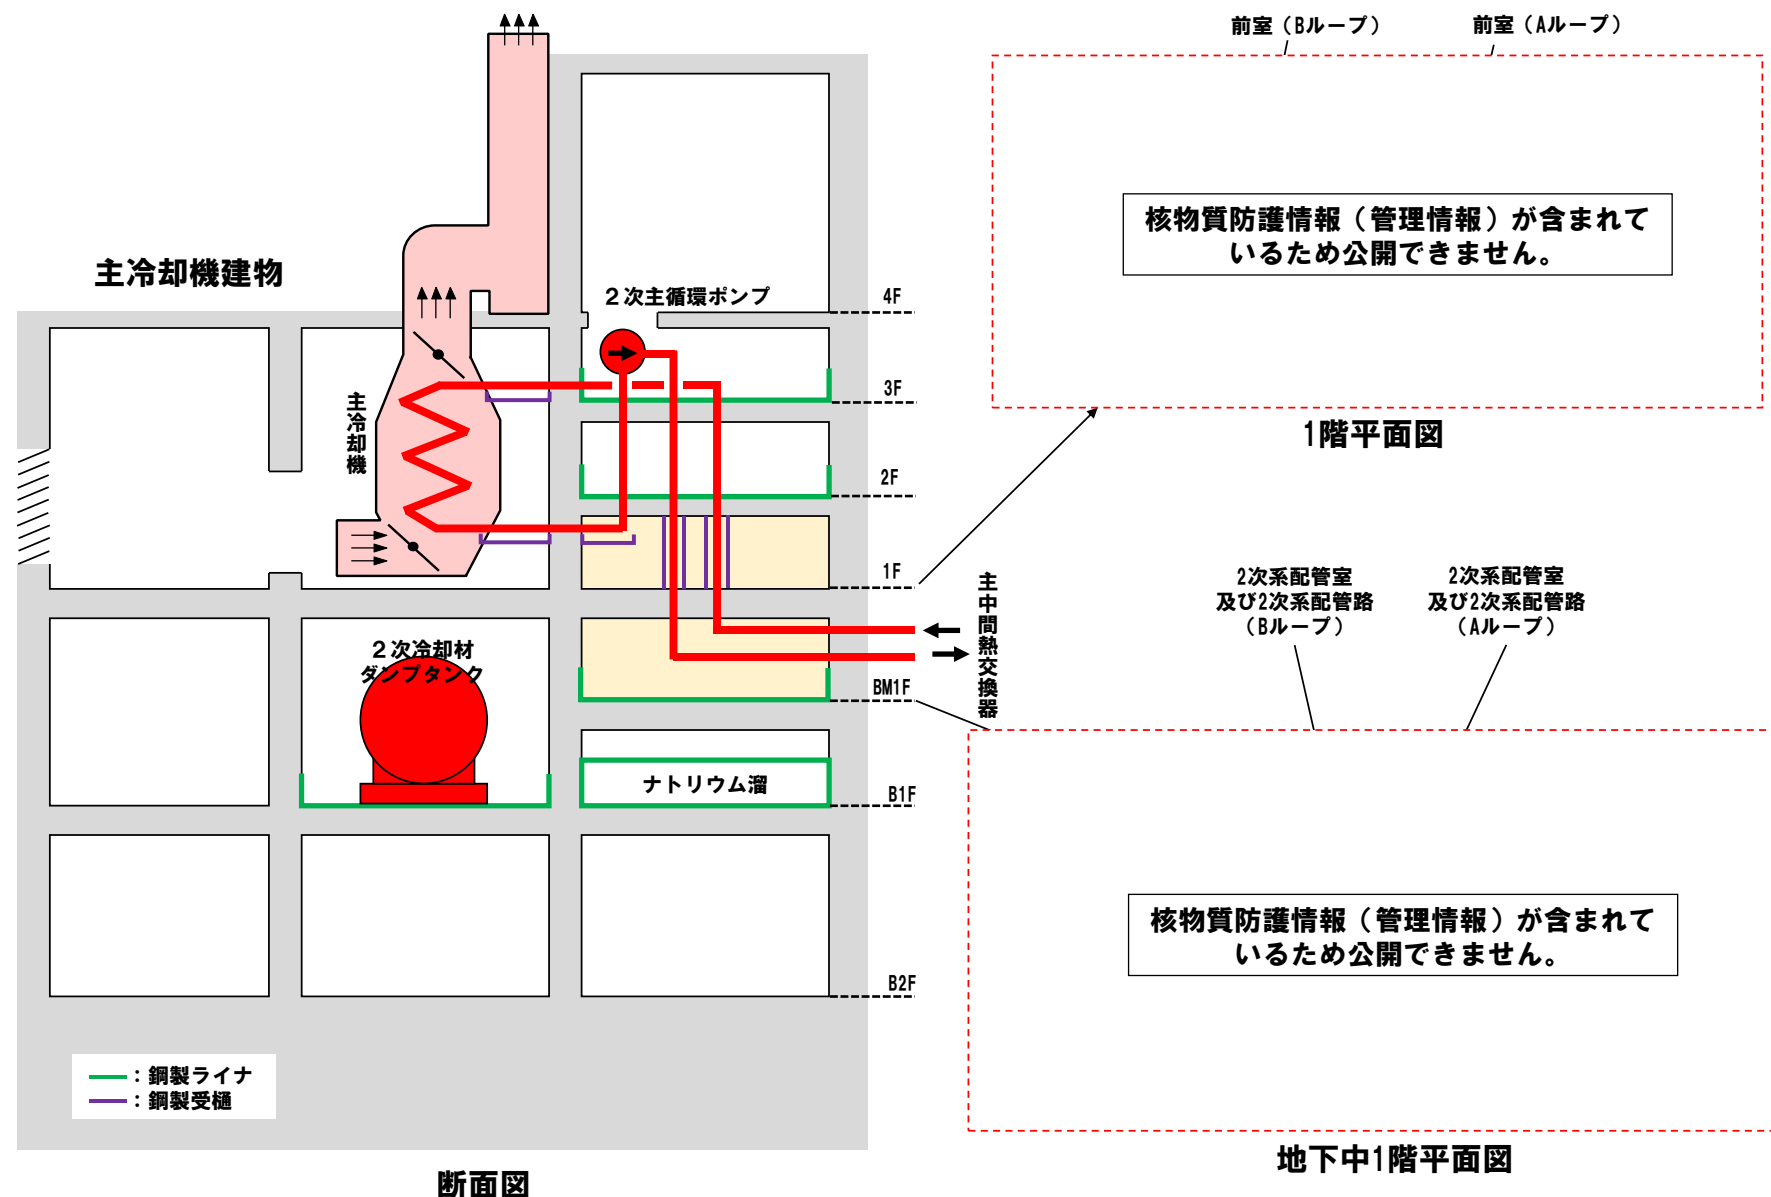 前室（Bループ）
前室（Aループ）
核物質防護情報（管理情報）が含まれて
いるため公開できません。
1階平面図
主冷却機建物
２次主循環ポンプ
主冷却機
4F
3F
2F
1F
BM1F
B1F
B2F
主中間熱交換器
２次冷却材
ダンプタンク
ナトリウム溜
2次系配管室
及び2次系配管路
（Bループ）
2次系配管室
及び2次系配管路
（Aループ）
核物質防護情報（管理情報）が含まれて
いるため公開できません。
地下中1階平面図
：鋼製ライナ
：鋼製受樋
断面図